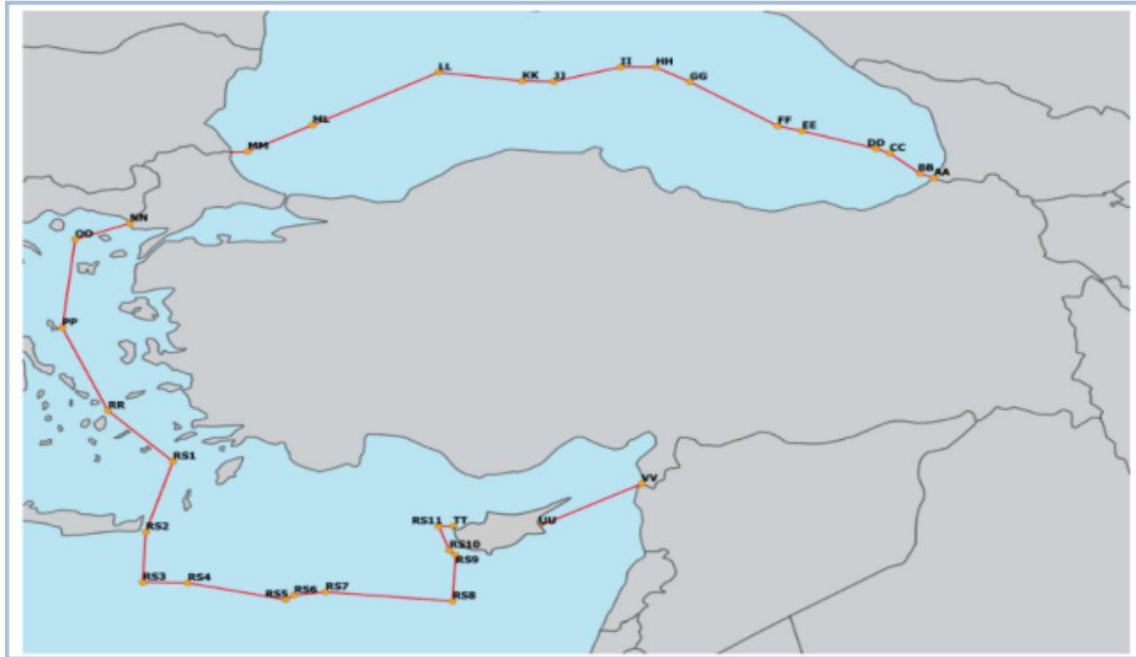 LL
KK
JJ
II
HH
GG
ML
MM
FF
EE
DD
CC
BB
AA
NN
OO
PP
RR
RS1
VV
RS2
RS11
TT
UU
RS10
RS9
RS3
RS4
RS5
RS6
RS7
RS8